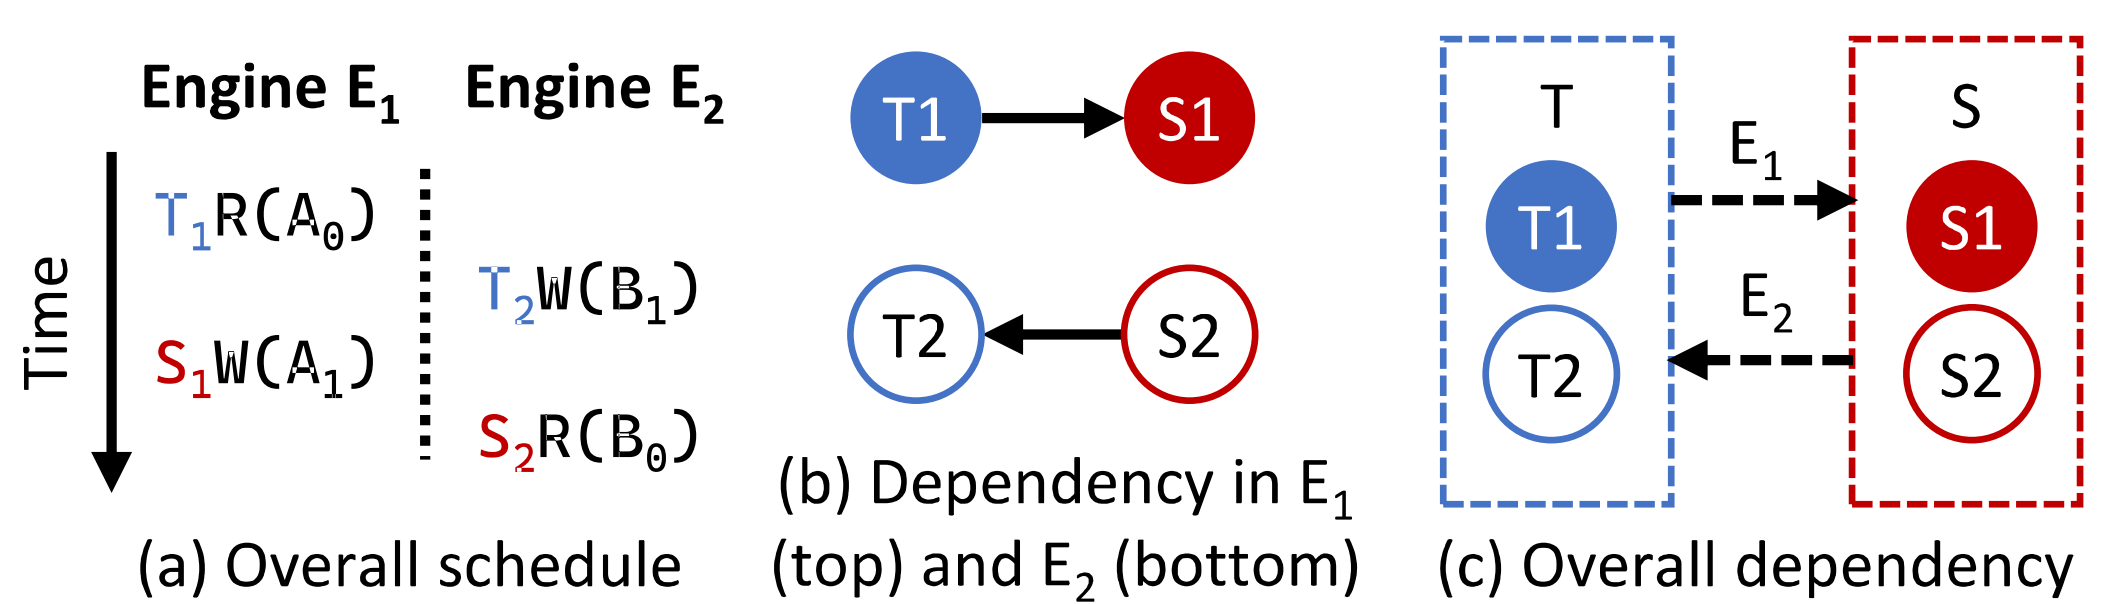 Engine E₁
Engine E₂
Time
T₁R(A₀)
T₂W(B₁)
S₁W(A₁)
S₂R(B₀)
(a) Overall schedule
T1
S1
T2
S2
(b) Dependency in E₁
(top) and E₂ (bottom)
T
S
E₁
T1
S1
E₂
T2
S2
(c) Overall dependency